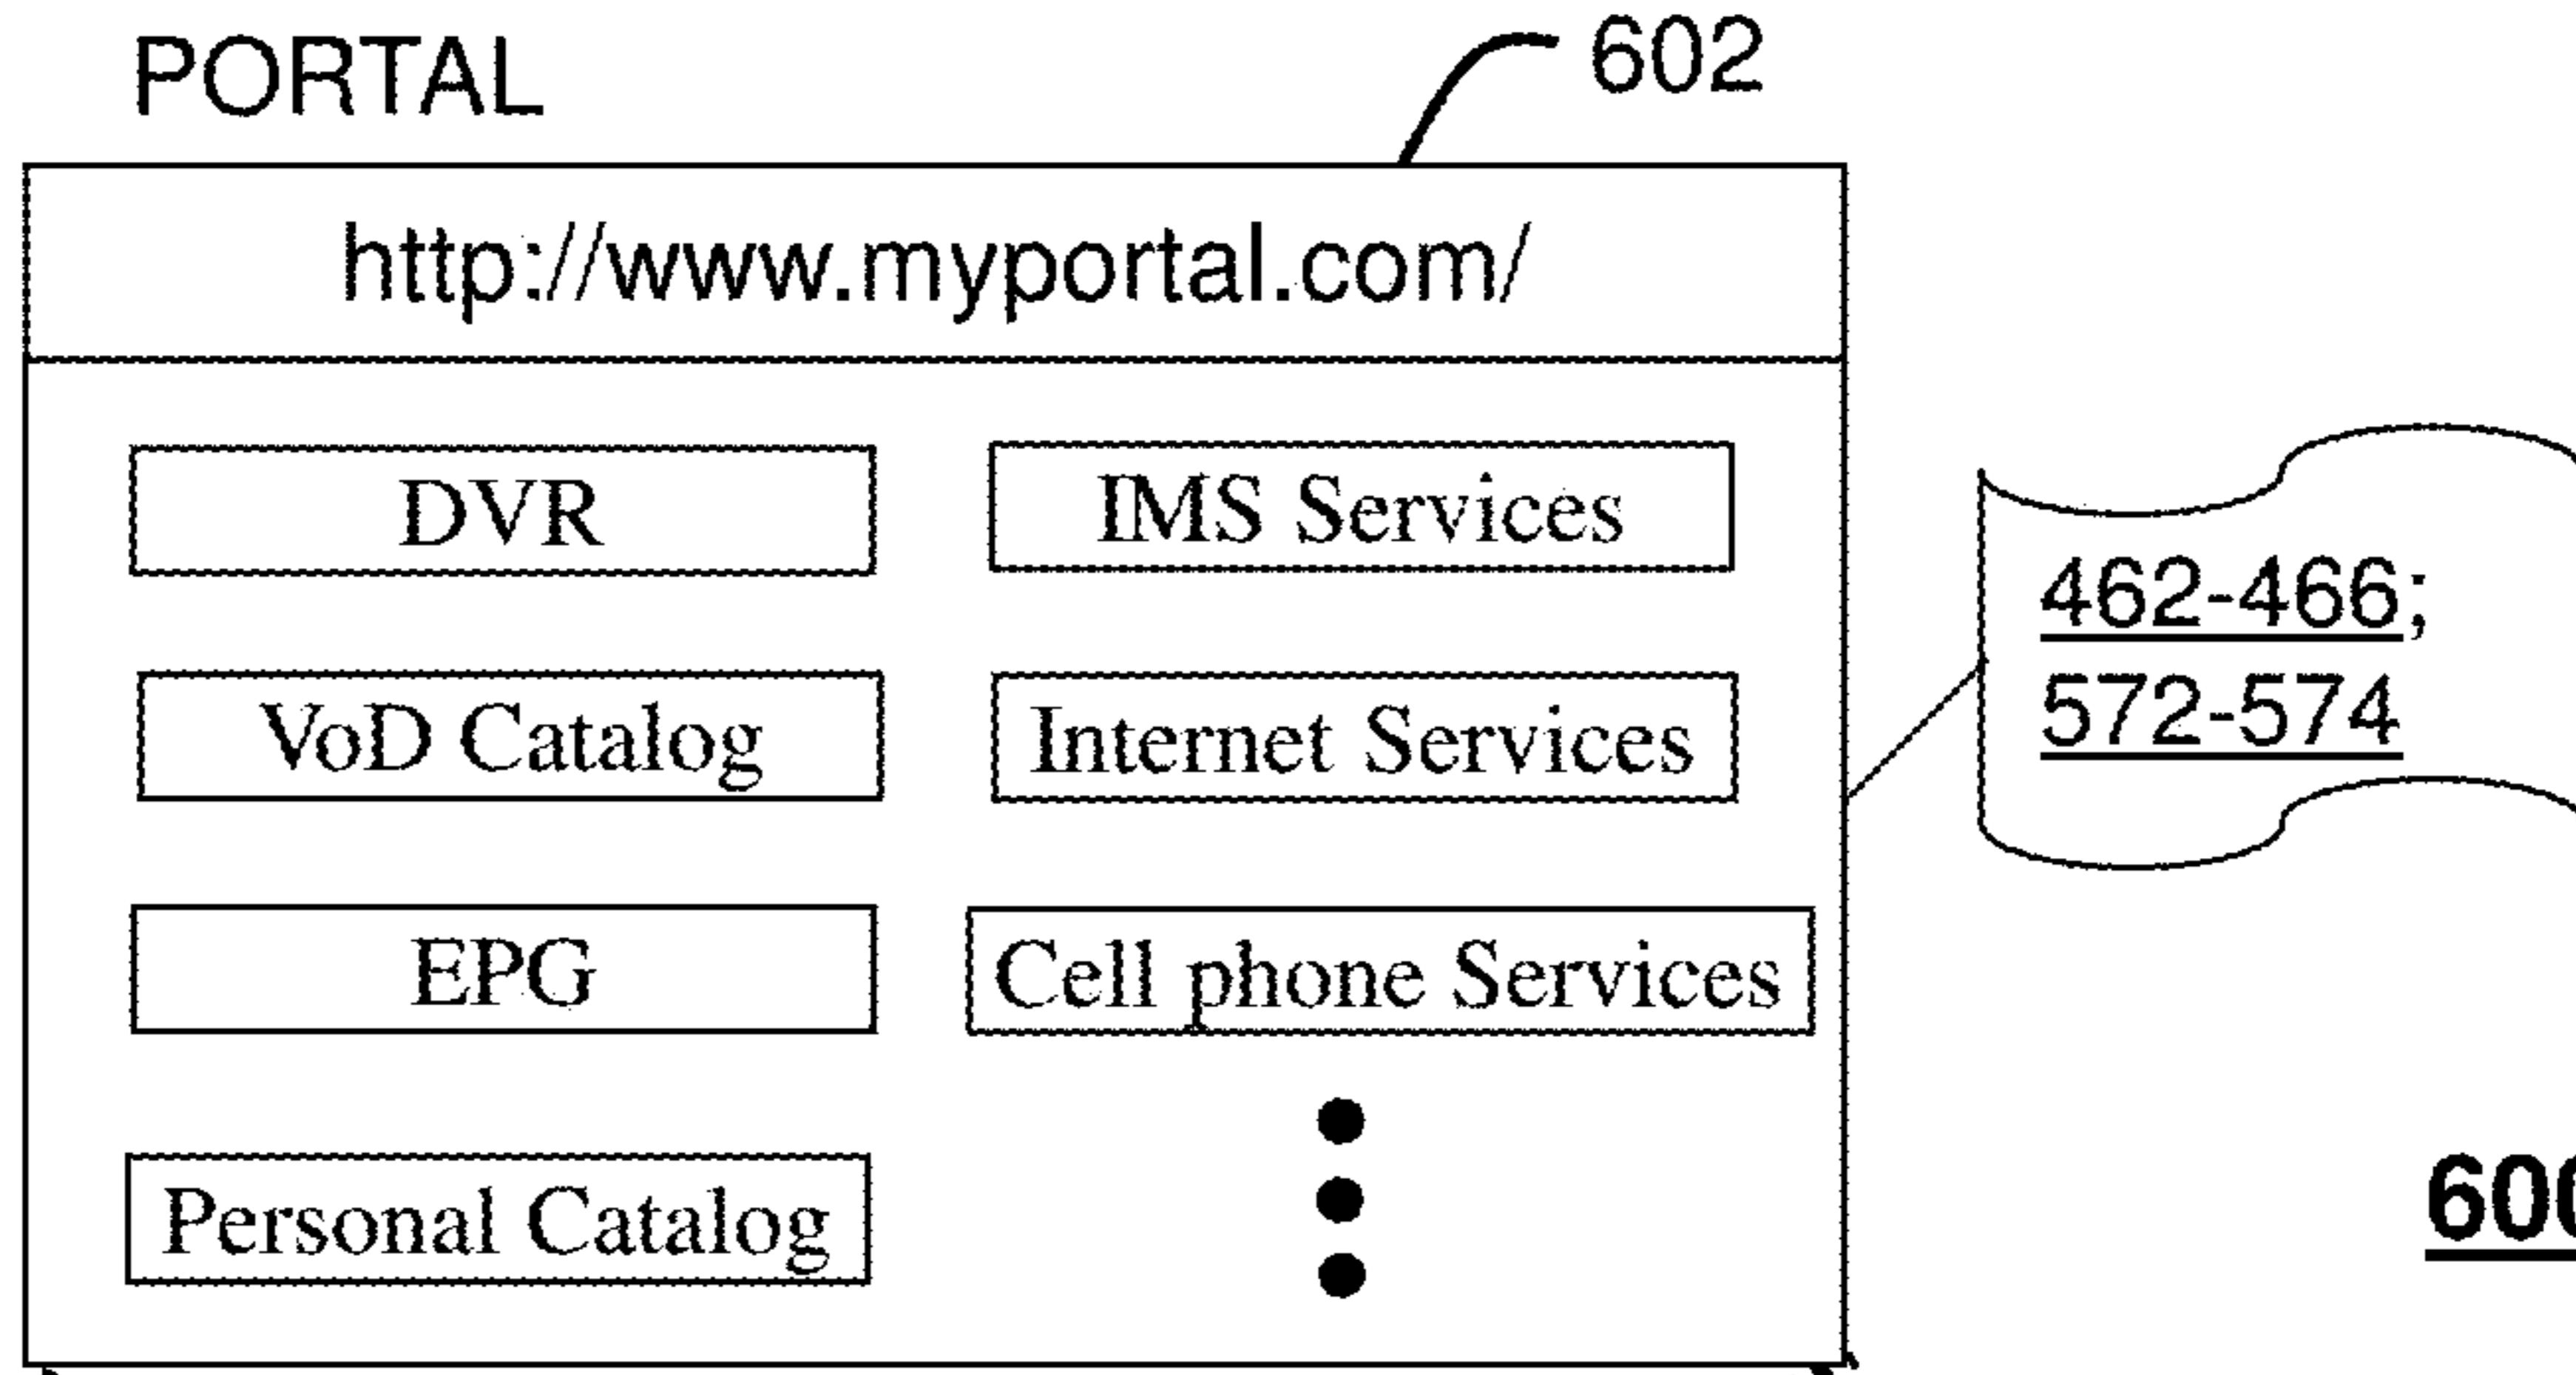 PORTAL
602
http://www.myportal.com/
DVR
IMS Services
462-466;
572-574
VoD Catalog
Internet Services
EPG
Cell phone Services
Personal Catalog